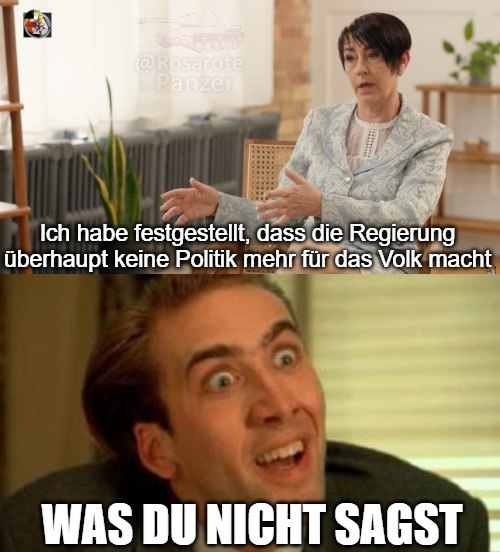 @Rosarote
Panzer
Ich habe festgestellt, dass die Regierung
überhaupt keine Politik mehr für das Volk macht
WAS DU NICHT SAGST